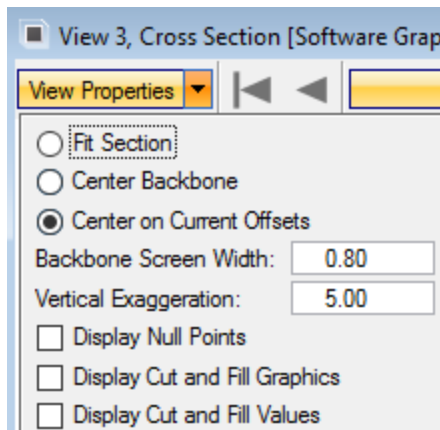 View 3, Cross Section [Software Grap
View Properties
Fit Section
Center Backbone
Center on Current Offsets
Backbone Screen Width: 0.80
Vertical Exaggeration: 5.00
Display Null Points
Display Cut and Fill Graphics
Display Cut and Fill Values